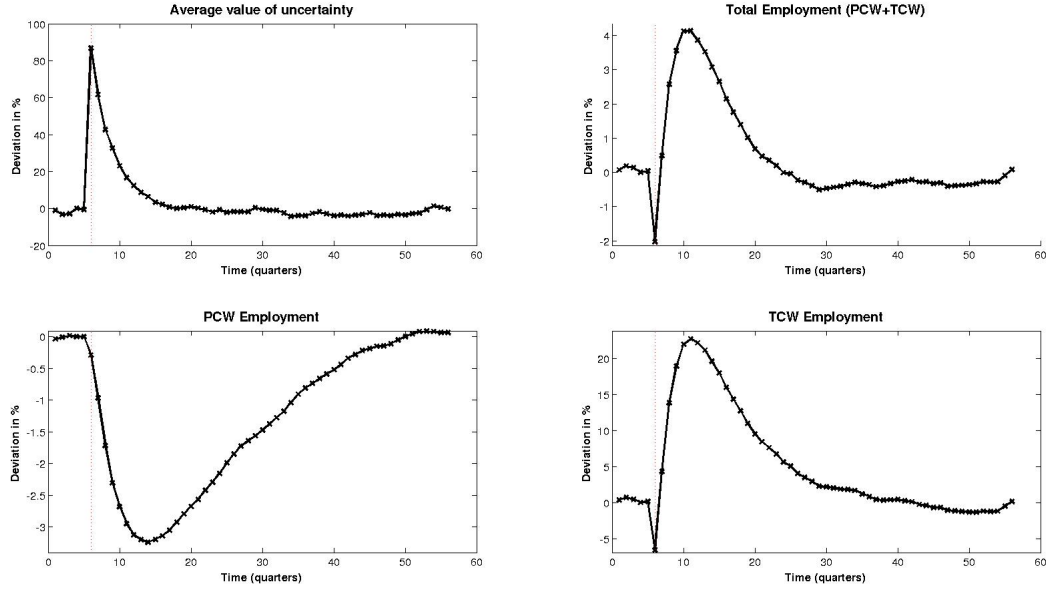 Average value of uncertainty
100
80
60
40
20
0
-20
Deviation in %
0 10 20 30 40 50 60
Time (quarters)
Total Employment (PCW+TCW)
4
3
2
1
0
-1
-2
Deviation in %
0 10 20 30 40 50 60
Time (quarters)
PCW Employment
0
-0.5
-1
-1.5
-2
-2.5
-3
Deviation in %
0 10 20 30 40 50 60
Time (quarters)
TCW Employment
20
15
10
5
0
-5
Deviation in %
0 10 20 30 40 50 60
Time (quarters)